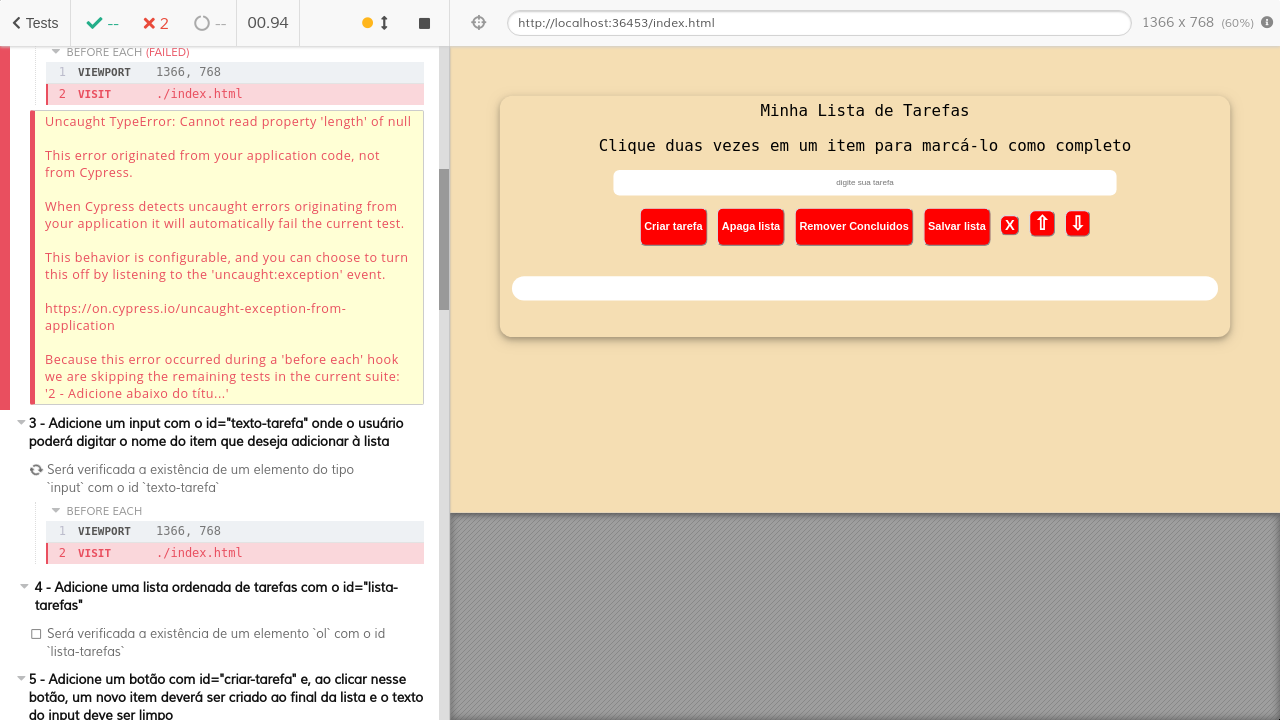 Tests
--
2
--
00.94
http://localhost:36453/index.html
1366 x 768 (60%)
BEFORE EACH (FAILED)
1 VIEWPORT 1366, 768
2 VISIT ./index.html
Uncaught TypeError: Cannot read property 'length' of null
This error originated from your application code, not
from Cypress.
When Cypress detects uncaught errors originating from
your application it will automatically fail the current test.
This behavior is configurable, and you can choose to turn
this off by listening to the 'uncaught:exception' event.
https://on.cypress.io/uncaught-exception-from-
application
Because this error occurred during a 'before each' hook
we are skipping the remaining tests in the current suite:
'2 - Adicione abaixo do títu...'
3 - Adicione um input com o id="texto-tarefa" onde o usuário
poderá digitar o nome do item que deseja adicionar à lista
Será verificada a existência de um elemento do tipo
`input` com o id `texto-tarefa`
BEFORE EACH
1 VIEWPORT 1366, 768
2 VISIT ./index.html
4 - Adicione uma lista ordenada de tarefas com o id="lista-
tarefas"
Será verificada a existência de um elemento `ol` com o id
`lista-tarefas`
5 - Adicione um botão com id="criar-tarefa" e, ao clicar nesse
botão, um novo item deverá ser criado ao final da lista e o texto
do input deve ser limpo
Minha Lista de Tarefas
Clique duas vezes em um item para marcá-lo como completo
digite sua tarefa
Criar tarefa Apaga lista Remover Concluidos Salvar lista X ⇧ ⇩